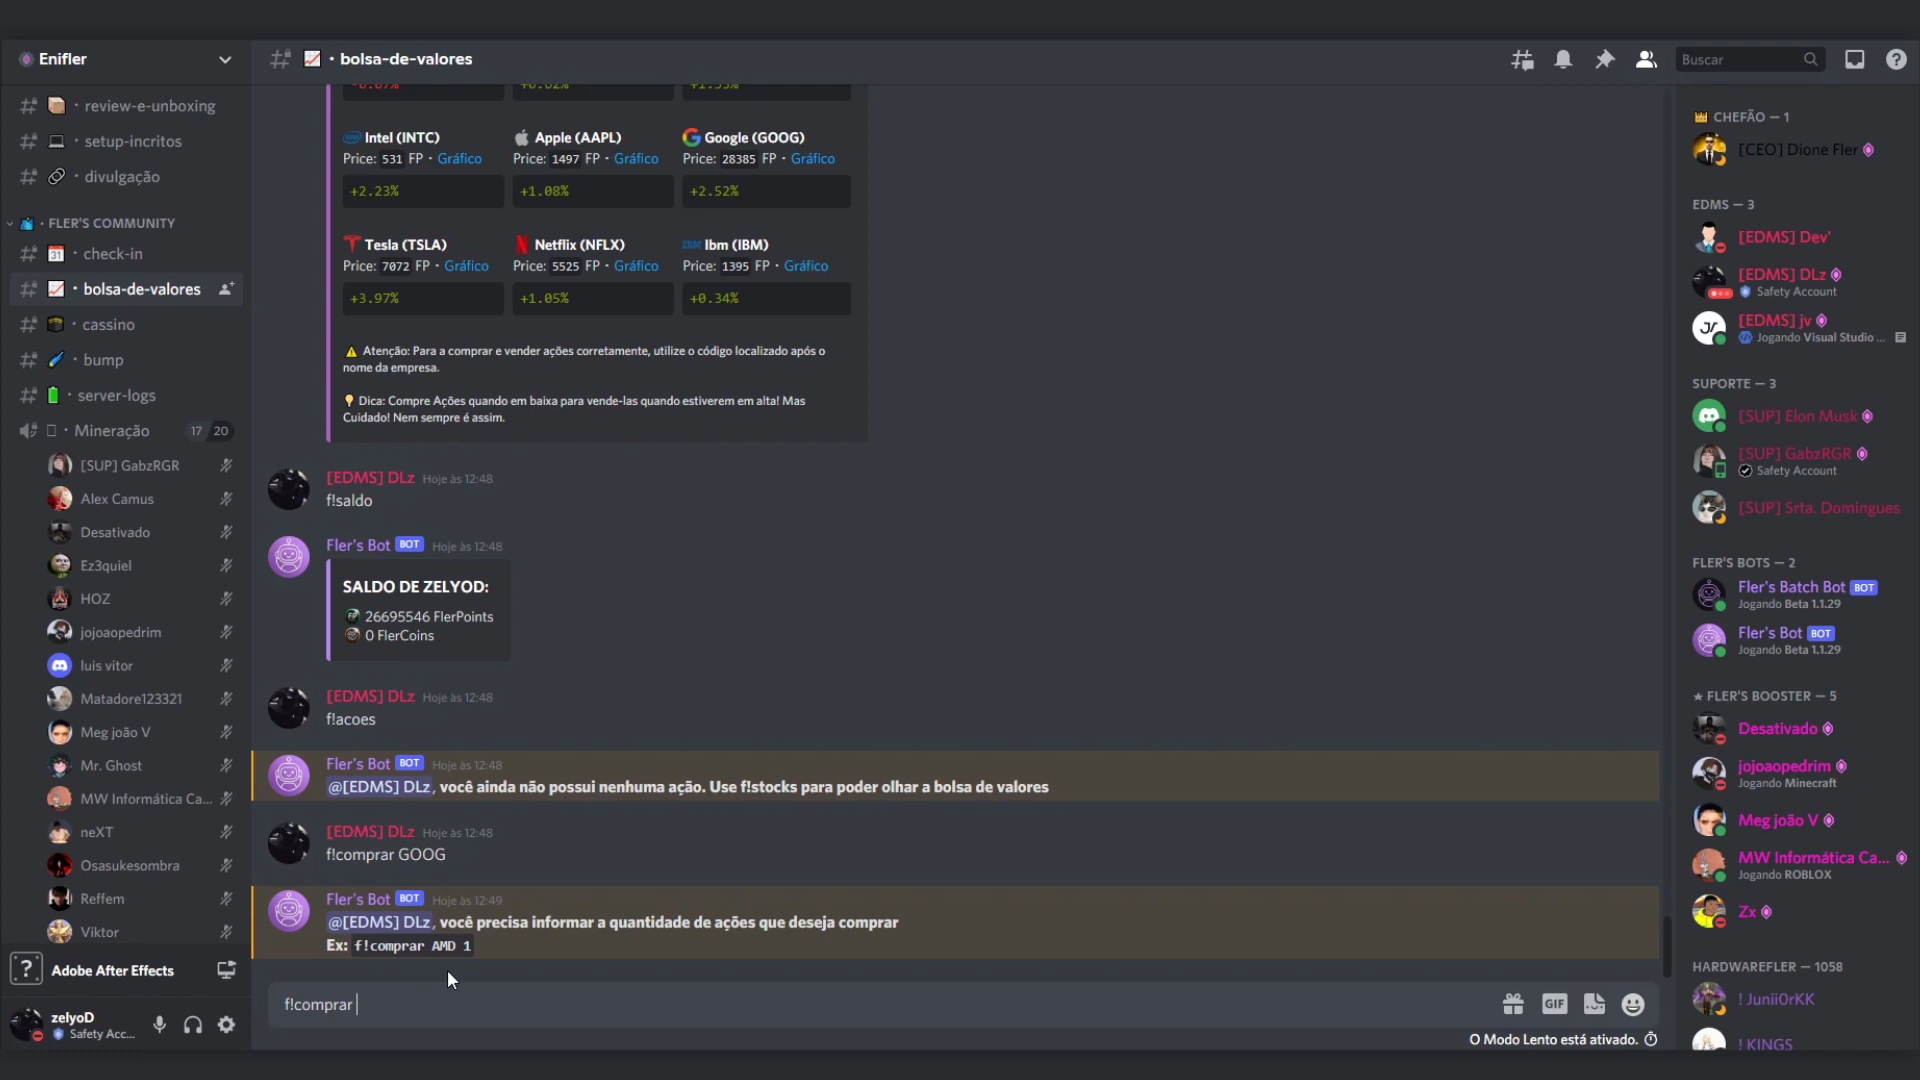 Enifler
• bolsa-de-valores
Buscar
• review-e-unboxing
• setup-incritos
• divulgação
• FLER'S COMMUNITY
• check-in
• bolsa-de-valores
• cassino
• bump
• server-logs
• Mineração 17 20
[SUP] GabzRGR
Alex Camus
Desativado
Ez3quiel
HOZ
jojoaopedrim
luis vitor
Matadore123321
Meg joão V
Mr. Ghost
MW Informática Ca...
neXT
Osasukesombra
Reffem
Viktor
Adobe After Effects
zelyoD
Safety Acc...
Intel (INTC)
Price: 531 FP • Gráfico
+2.23%
Apple (AAPL)
Price: 1497 FP • Gráfico
+1.08%
Google (GOOG)
Price: 28385 FP • Gráfico
+2.52%
Tesla (TSLA)
Price: 7072 FP • Gráfico
+3.97%
Netflix (NFLX)
Price: 5525 FP • Gráfico
+1.05%
IBM Ibm (IBM)
Price: 1395 FP • Gráfico
+0.34%
Atenção: Para a comprar e vender ações corretamente, utilize o código localizado após o
nome da empresa.
Dica: Compre Ações quando em baixa para vende-las quando estiverem em alta! Mas
Cuidado! Nem sempre é assim.
[EDMS] DLz Hoje às 12:48
f!saldo
Fler's Bot BOT Hoje às 12:48
SALDO DE ZELYOD:
26695546 FlerPoints
0 FlerCoins
[EDMS] DLz Hoje às 12:48
f!acoes
Fler's Bot BOT Hoje às 12:48
@[EDMS] DLz, você ainda não possui nenhuma ação. Use f!stocks para poder olhar a bolsa de valores
[EDMS] DLz Hoje às 12:48
f!comprar GOOG
Fler's Bot BOT Hoje às 12:49
@[EDMS] DLz, você precisa informar a quantidade de ações que deseja comprar
Ex: f!comprar AMD 1
f!comprar
GIF
O Modo Lento está ativado.
CHEFÃO — 1
[CEO] Dione Fler
EDMS — 3
[EDMS] Dev'
[EDMS] DLz
Safety Account
[EDMS] jv
Jogando Visual Studio ...
SUPORTE — 3
[SUP] Elon Musk
[SUP] GabzRGR
Safety Account
[SUP] Srta. Domingues
FLER'S BOTS — 2
Fler's Batch Bot BOT
Jogando Beta 1.1.29
Fler's Bot BOT
Jogando Beta 1.1.29
★ FLER'S BOOSTER — 5
Desativado
jojoaopedrim
Jogando Minecraft
Meg joão V
MW Informática Ca...
Jogando ROBLOX
Zx
HARDWAREFLER — 1058
! JuniiOrKK
! KINGS